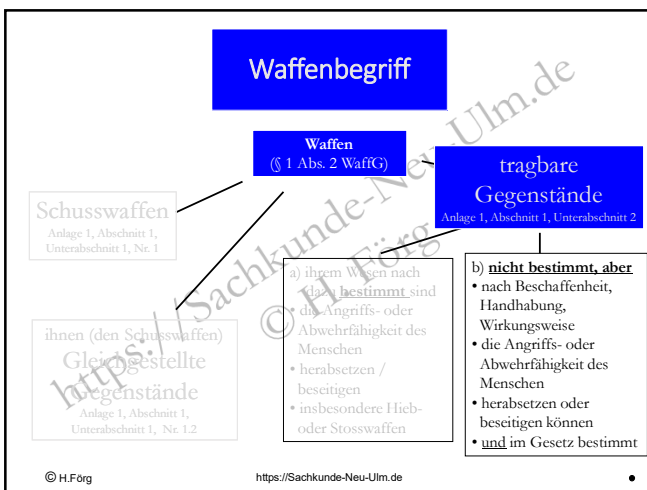 Waffenbegriff
Waffen
(§ 1 Abs. 2 WaffG)
tragbare
Gegenstände
Anlage 1, Abschnitt 1, Unterabschnitt 2
Schusswaffen
Anlage 1, Abschnitt 1,
Unterabschnitt 1, Nr. 1
ihnen (den Schusswaffen)
Gleichgestellte
Gegenstände
Anlage 1, Abschnitt 1,
Unterabschnitt 1, Nr. 1.2
a) ihrem Wesen nach
dazu bestimmt sind
• die Angriffs- oder
Abwehrfähigkeit des
Menschen
• herabsetzen /
beseitigen
• insbesondere Hieb-
oder Stosswaffen
b) nicht bestimmt, aber
• nach Beschaffenheit,
Handhabung,
Wirkungsweise
• die Angriffs- oder
Abwehrfähigkeit des
Menschen
• herabsetzen oder
beseitigen können
• und im Gesetz bestimmt
https://Sachkunde-Neu-Ulm.de
© H. Förg
© H.Förg
https://Sachkunde-Neu-Ulm.de